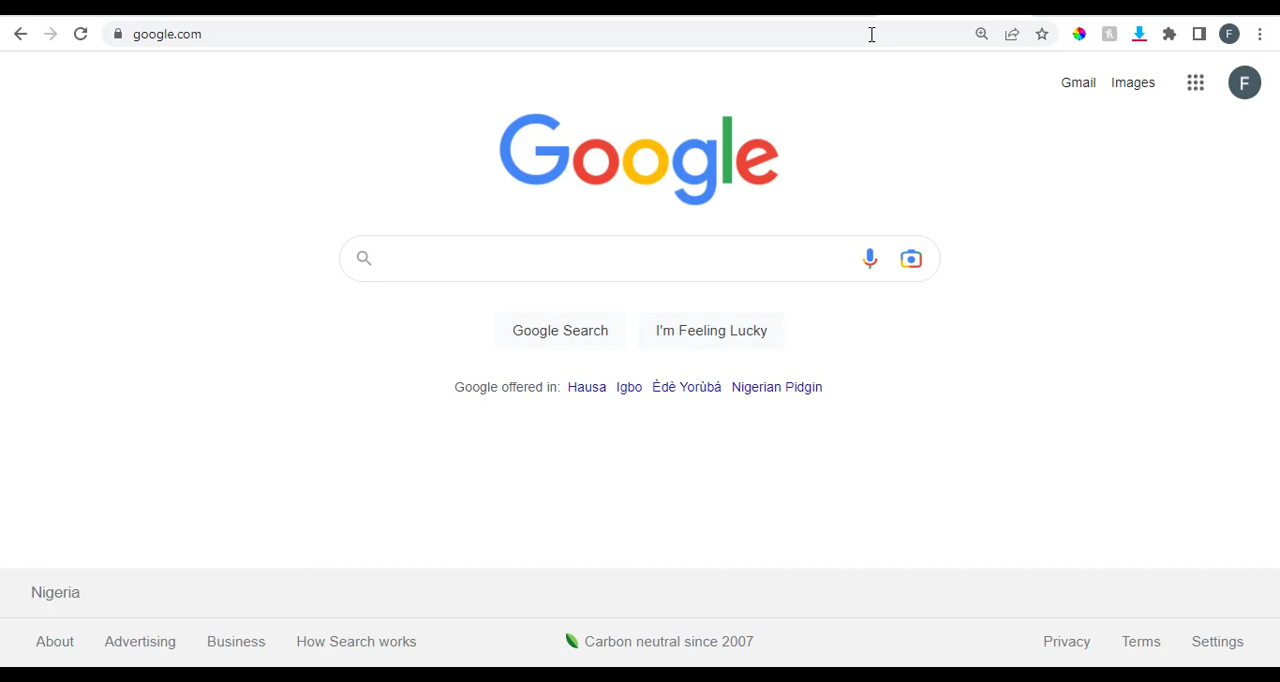 google.com
F
Gmail Images
F
Google
Google Search I'm Feeling Lucky
Google offered in: Hausa Igbo Èdè Yorùbá Nigerian Pidgin
Nigeria
About Advertising Business How Search works Carbon neutral since 2007 Privacy Terms Settings